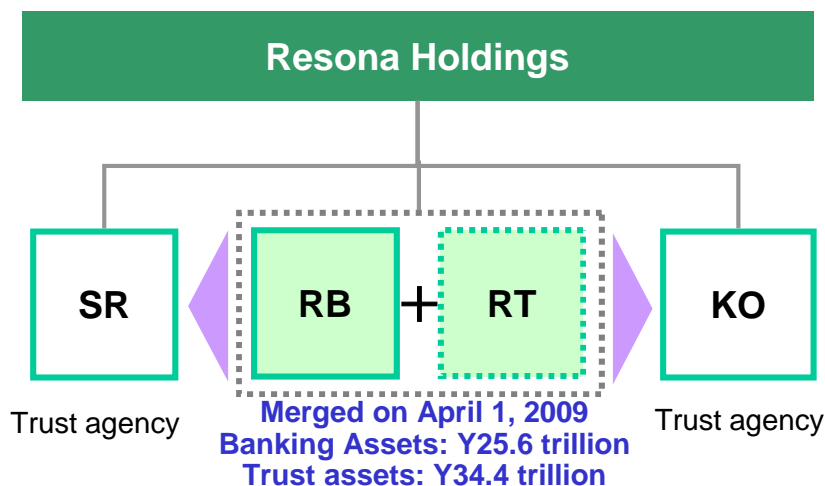 Resona Holdings
SR
RB + RT
KO
Trust agency
Merged on April 1, 2009
Banking Assets: Y25.6 trillion
Trust assets: Y34.4 trillion
Trust agency